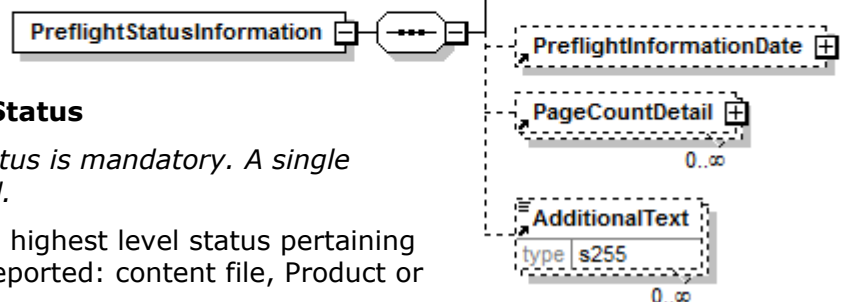 PreflightStatusInformation
PreflightInformationDate
Status
tus is mandatory. A single
highest level status pertaining
eported: content file, Product or
PageCountDetail
0..∞
AdditionalText
type s255
0..∞